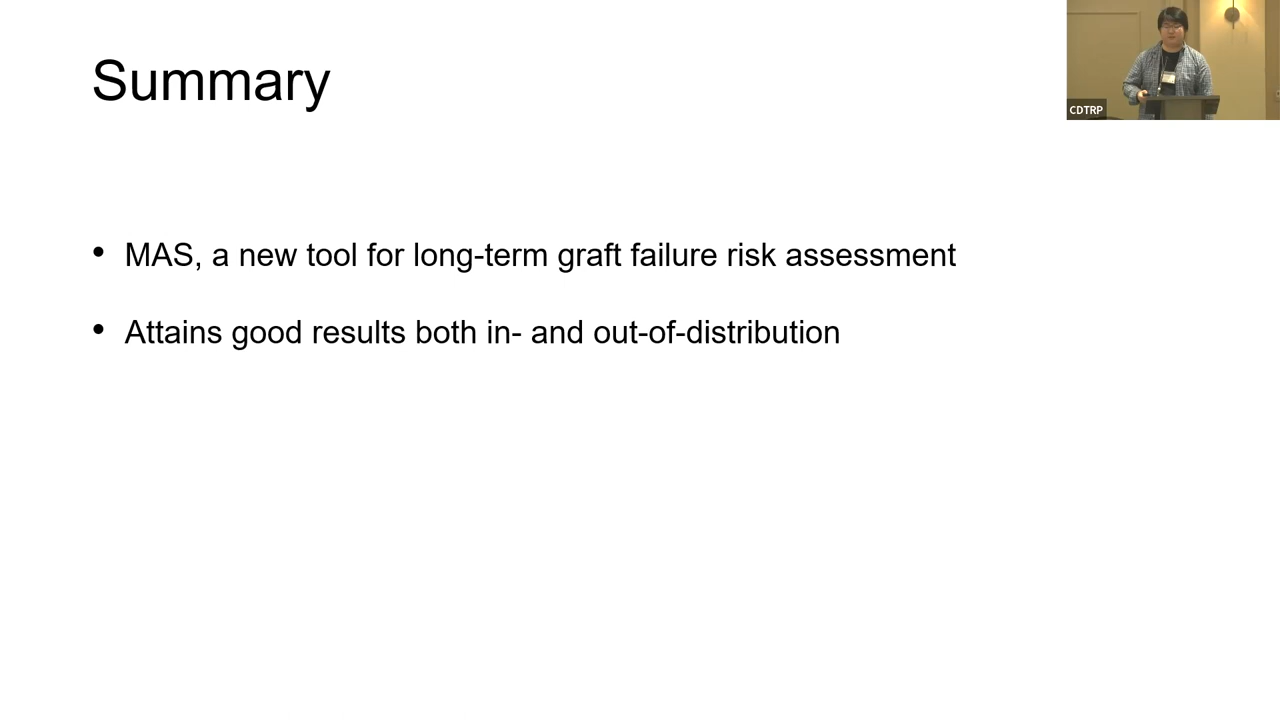 Summary
CDTRP
• MAS, a new tool for long-term graft failure risk assessment
• Attains good results both in- and out-of-distribution